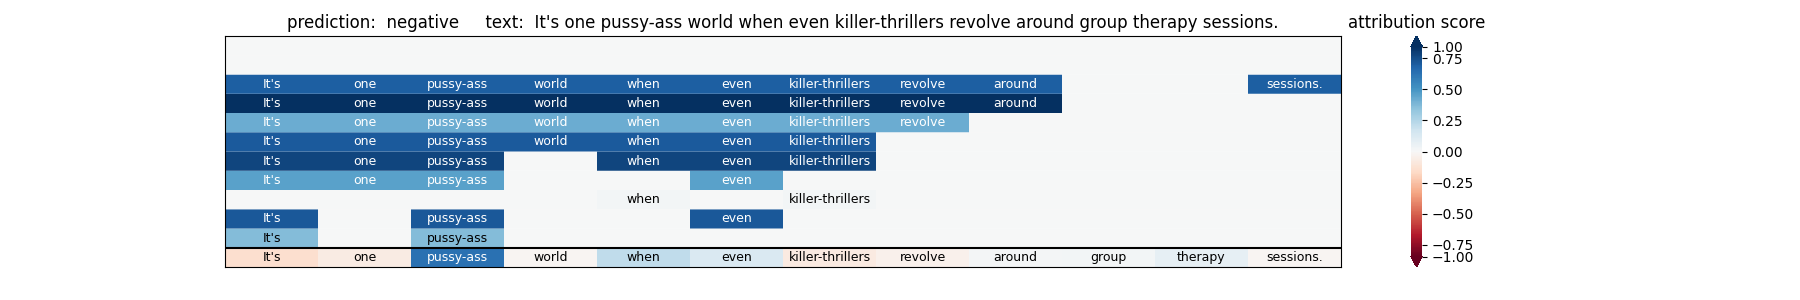 prediction: negative text: It's one pussy-ass world when even killer-thrillers revolve around group therapy sessions. attribution score
1.00
0.75
It's one pussy-ass world when even killer-thrillers revolve around sessions.
0.50
It's one pussy-ass world when even killer-thrillers revolve around
It's one pussy-ass world when even killer-thrillers revolve
0.25
It's one pussy-ass world when even killer-thrillers
0.00
It's one pussy-ass when even killer-thrillers
It's one pussy-ass even
−0.25
when killer-thrillers
−0.50
It's pussy-ass even
It's pussy-ass
−0.75
It's one pussy-ass world when even killer-thrillers revolve around group therapy sessions.
−1.00